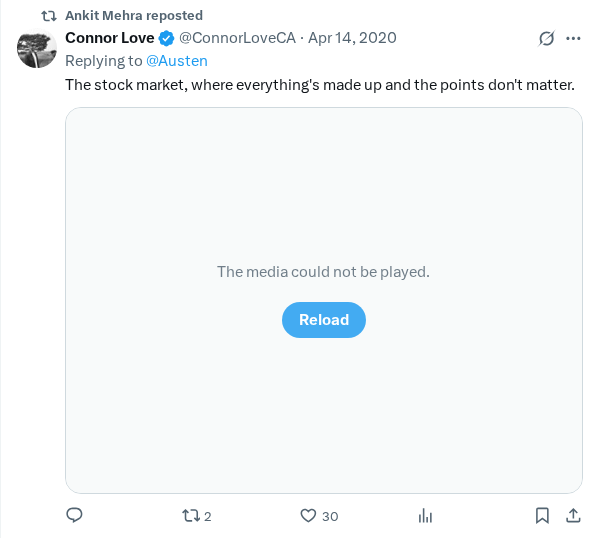 Ankit Mehra reposted
Connor Love @ConnorLoveCA · Apr 14, 2020
Replying to @Austen
The stock market, where everything's made up and the points don't matter.
The media could not be played.
Reload
2
30